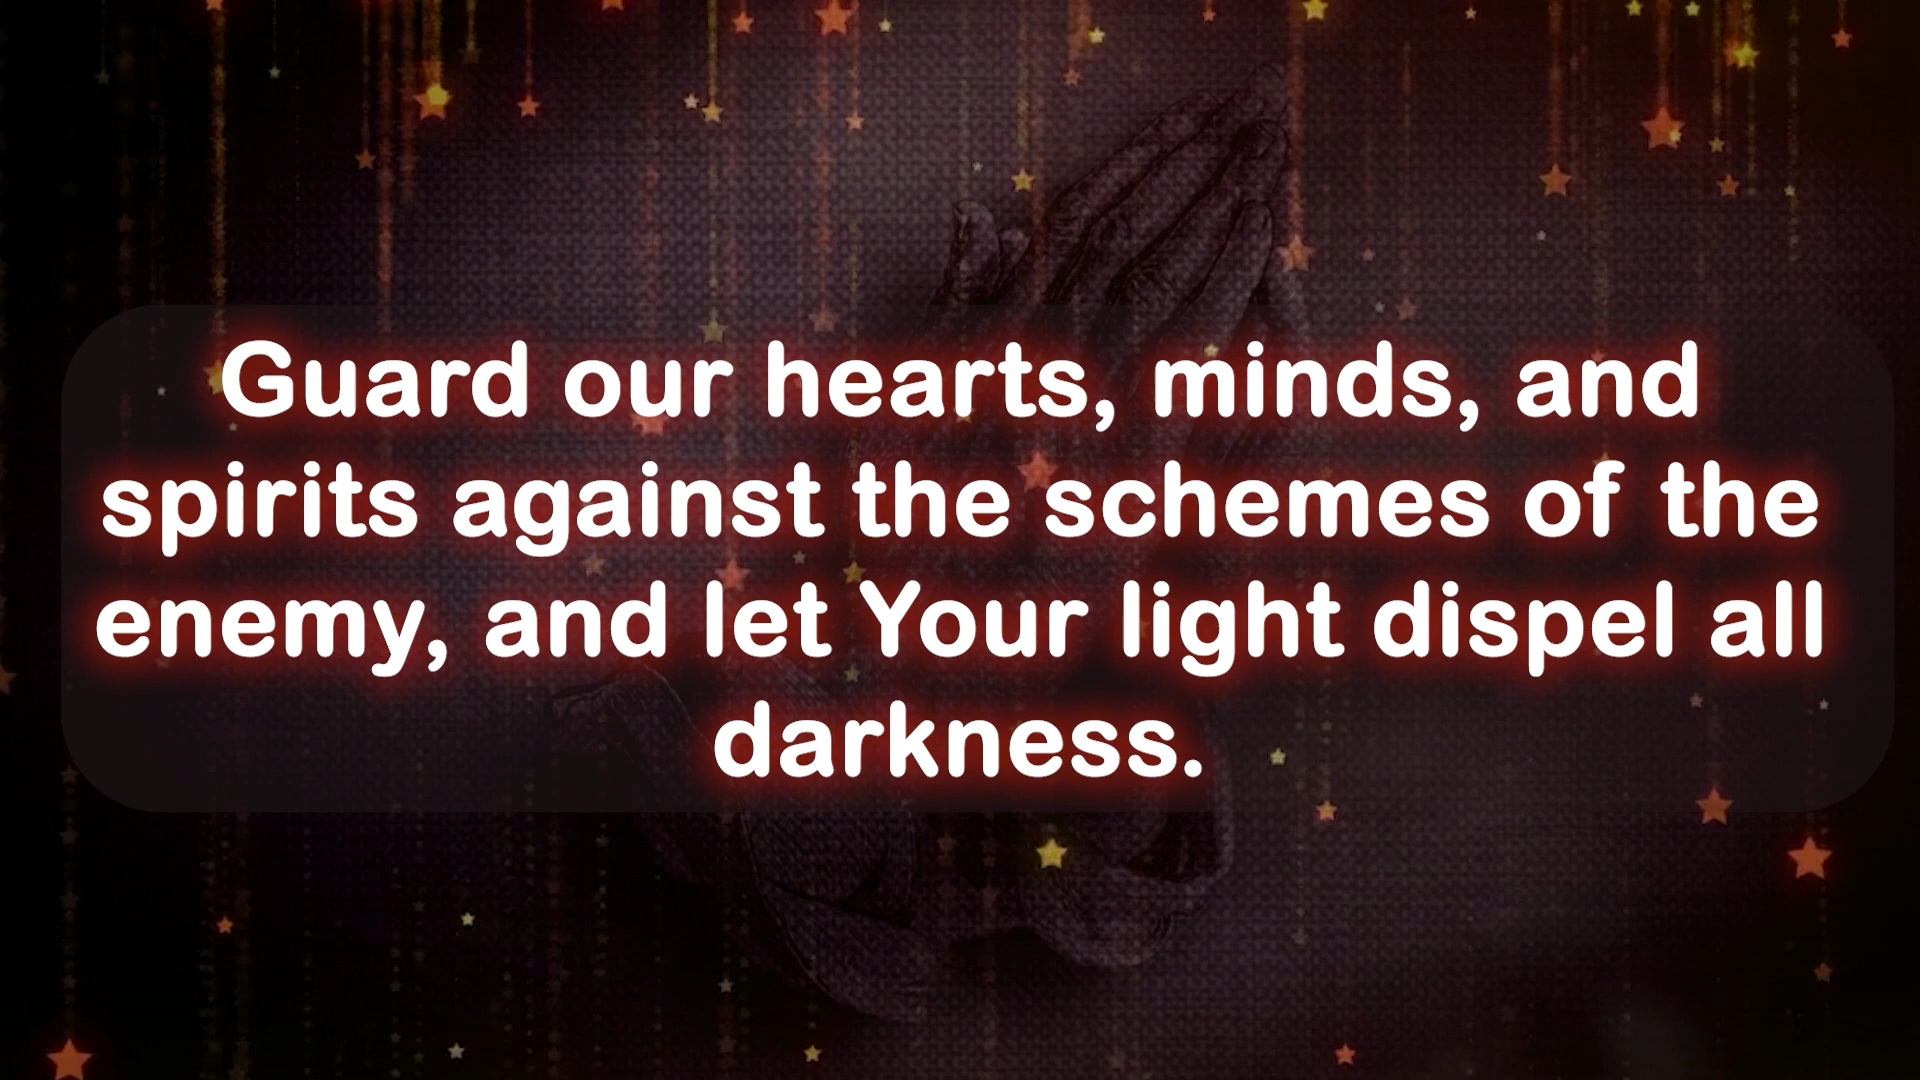 Guard our hearts, minds, and
spirits against the schemes of the
enemy, and let Your light dispel all
darkness.